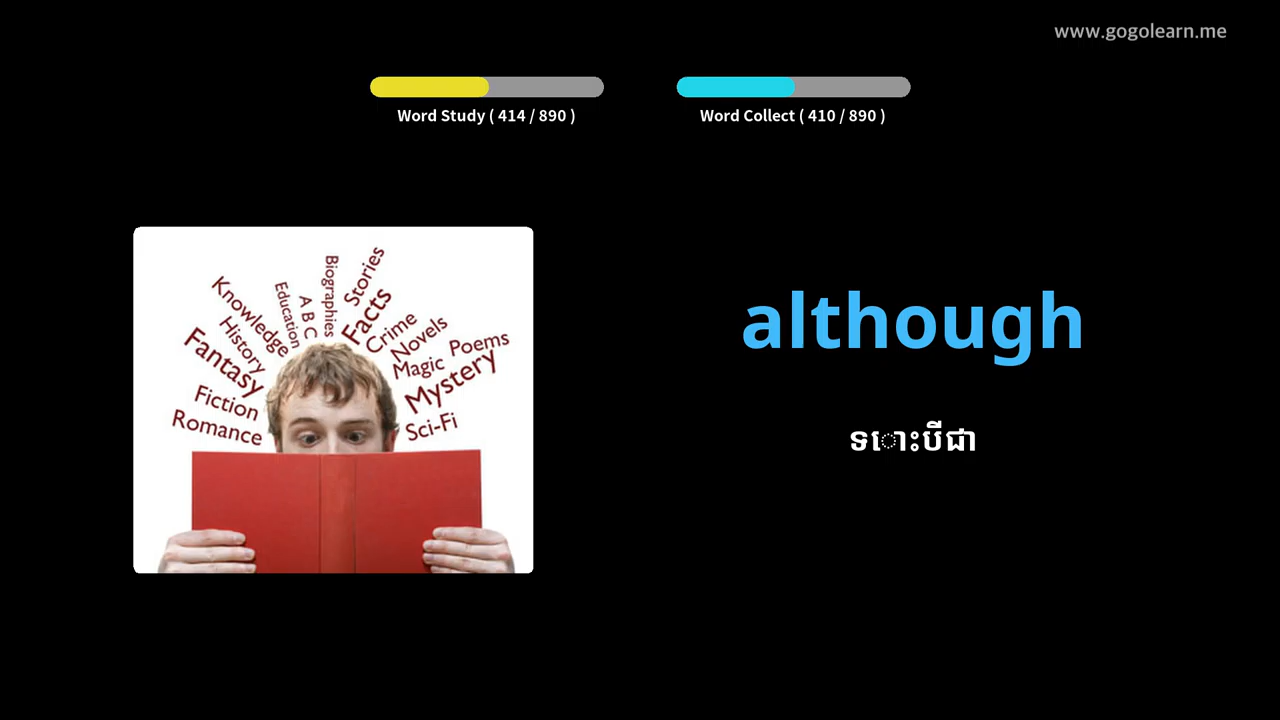 www.gogolearn.me
Word Study ( 414 / 890 )
Word Collect ( 410 / 890 )
Biographies
Stories
Education
A B C
Facts
Knowledge
Crime
History
Novels
Poems
Fantasy
Magic
Mystery
Fiction
Romance
Sci-Fi
although
ទោះបីជា